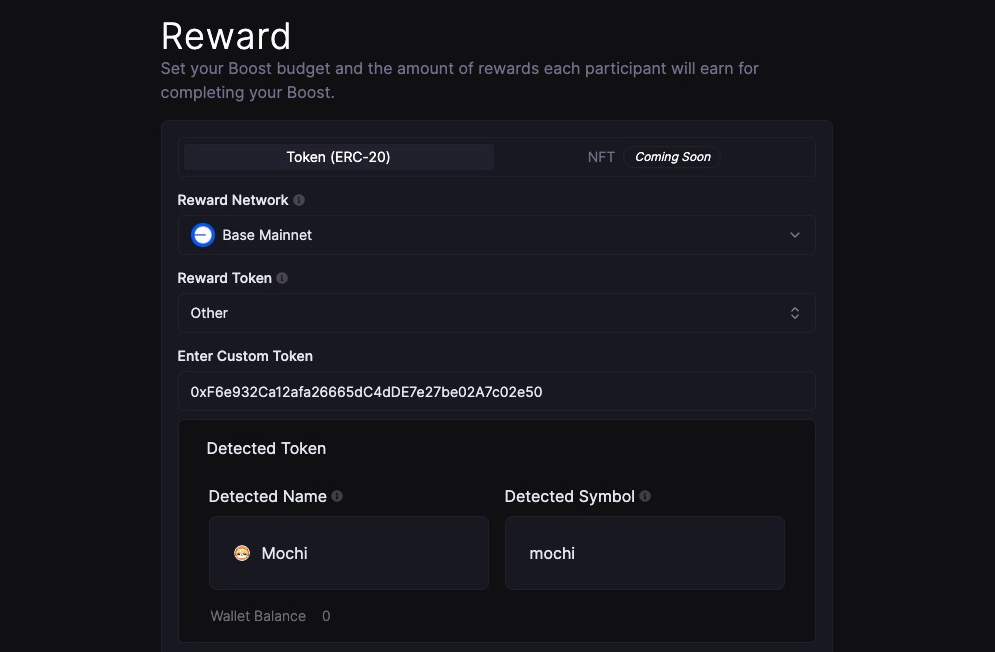 Reward
Set your Boost budget and the amount of rewards each participant will earn for
completing your Boost.
Token (ERC-20)
NFT Coming Soon
Reward Network
Base Mainnet
Reward Token
Other
Enter Custom Token
0xF6e932Ca12afa26665dC4dDE7e27be02A7c02e50
Detected Token
Detected Name
Detected Symbol
Mochi
mochi
Wallet Balance 0